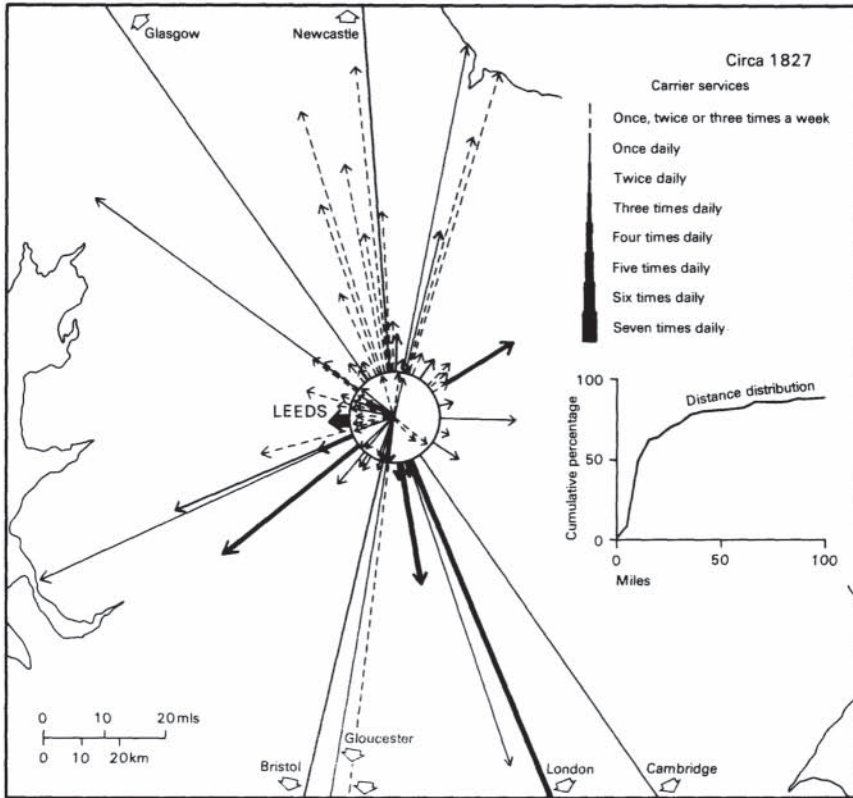 Glasgow
Newcastle
Circa 1827
Carrier services
Once, twice or three times a week
Once daily
Twice daily
Three times daily
Four times daily
Five times daily
Six times daily
Seven times daily
LEEDS
Distance distribution
Cumulative percentage
100
50
0
0 50 100
Miles
0 10 20 mls
0 10 20 km
Gloucester
Bristol
London
Cambridge